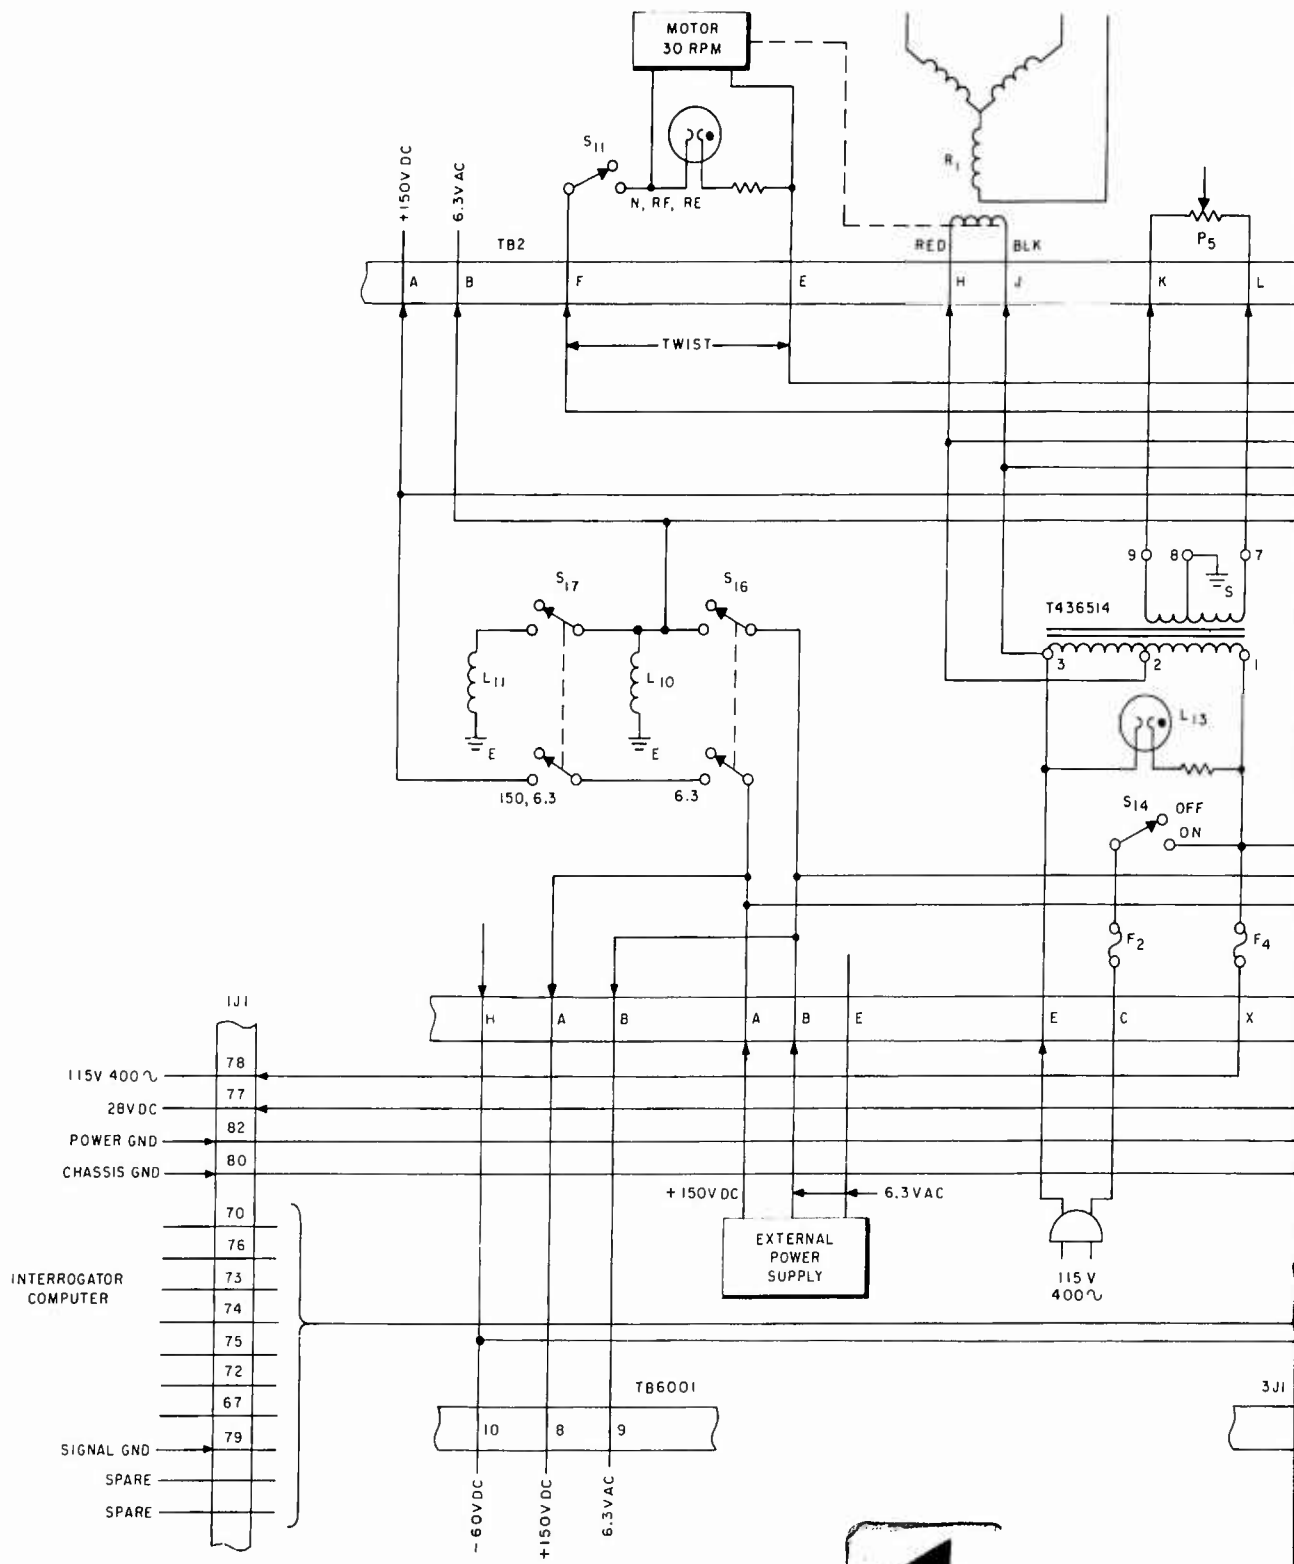 MOTOR
30 RPM
S11
R1
+150V DC
6.3V AC
N, RF, RE
P5
TB2
RED
BLK
A
B
F
E
H
J
K
L
TWIST
9
8
7
S
S17
S16
T436514
3
2
1
L11
L10
L13
E
E
150, 6.3
6.3
S14
OFF
ON
F2
F4
1J1
H
A
B
A
B
E
E
C
X
78
115V 400∿
77
28V DC
82
POWER GND
80
CHASSIS GND
+150V DC
6.3V AC
70
76
EXTERNAL
POWER
SUPPLY
INTERROGATOR
COMPUTER
73
115 V
400∿
74
75
72
TB6001
3J1
67
10
8
9
79
SIGNAL GND
SPARE
SPARE
-60V DC
+150V DC
6.3V AC